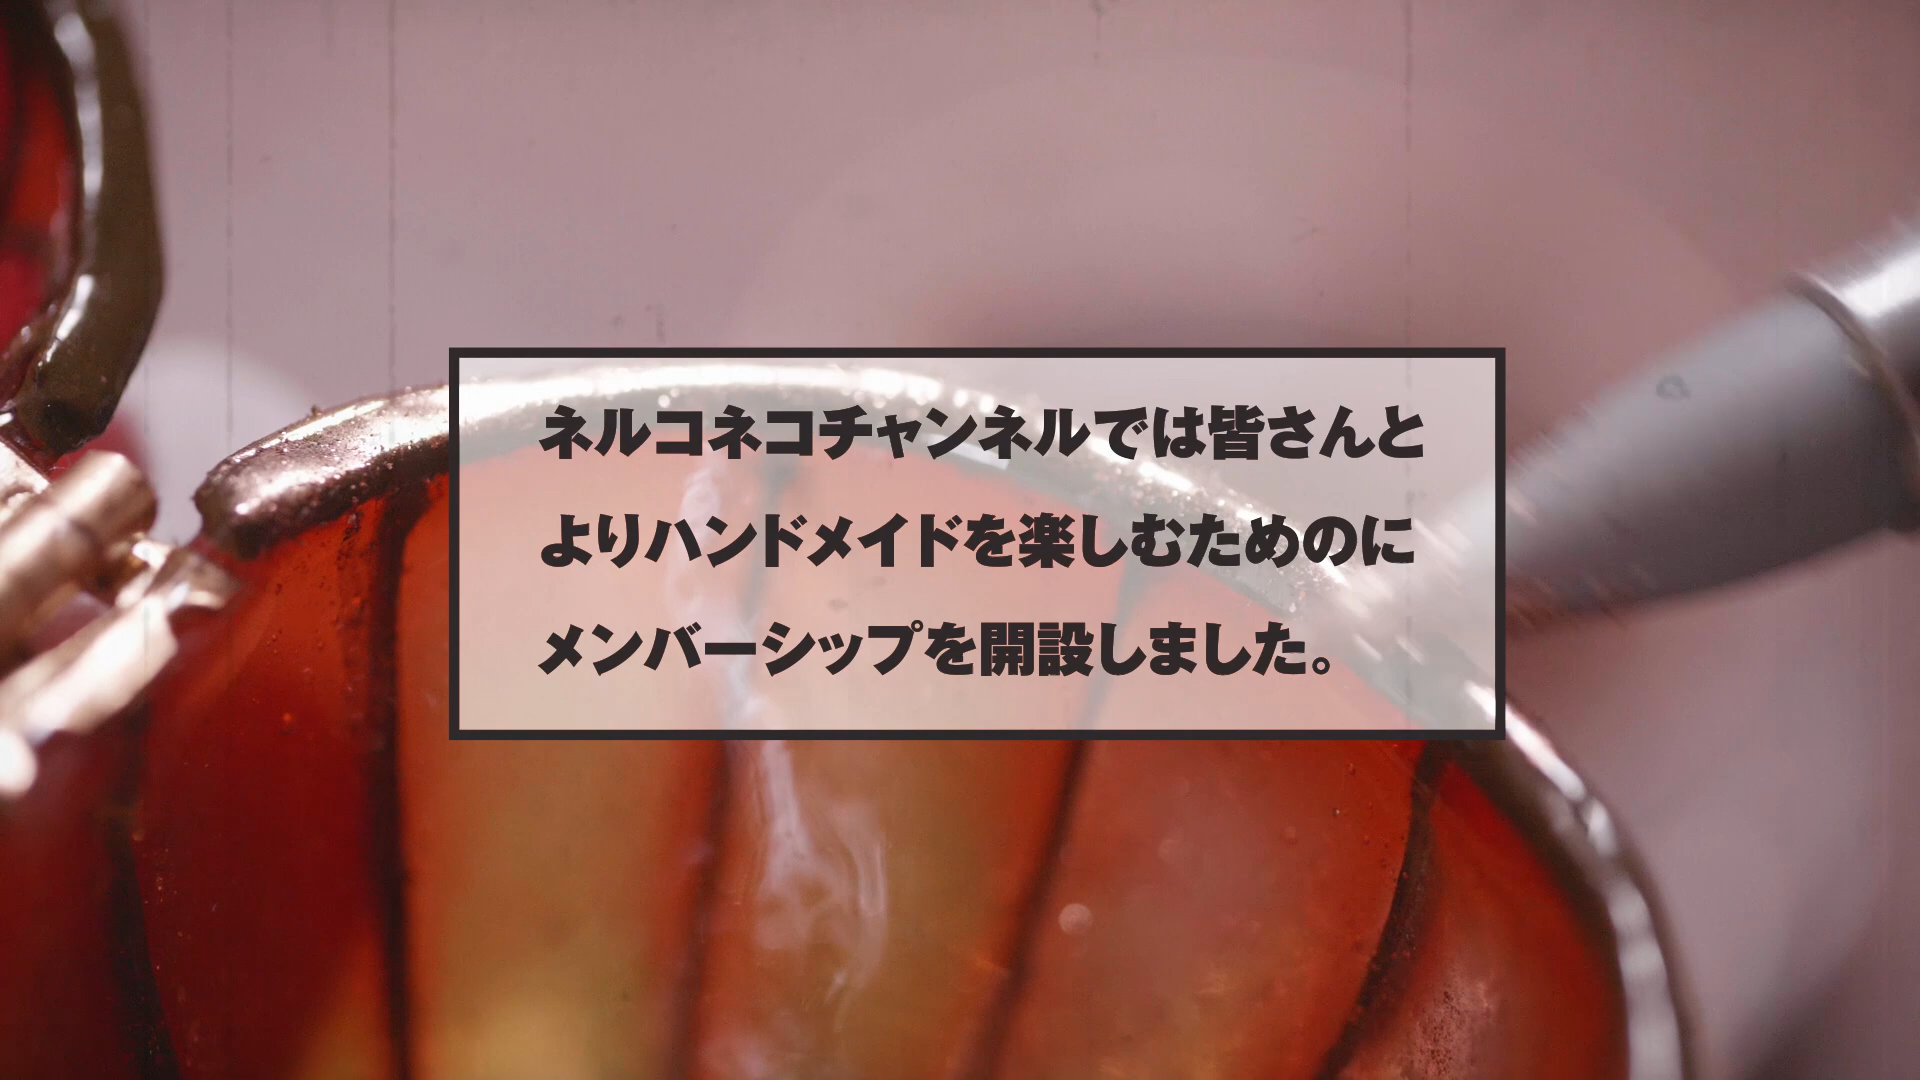 ネルコネコチャンネルでは皆さんと
よりハンドメイドを楽しむためのに
メンバーシップを開設しました。